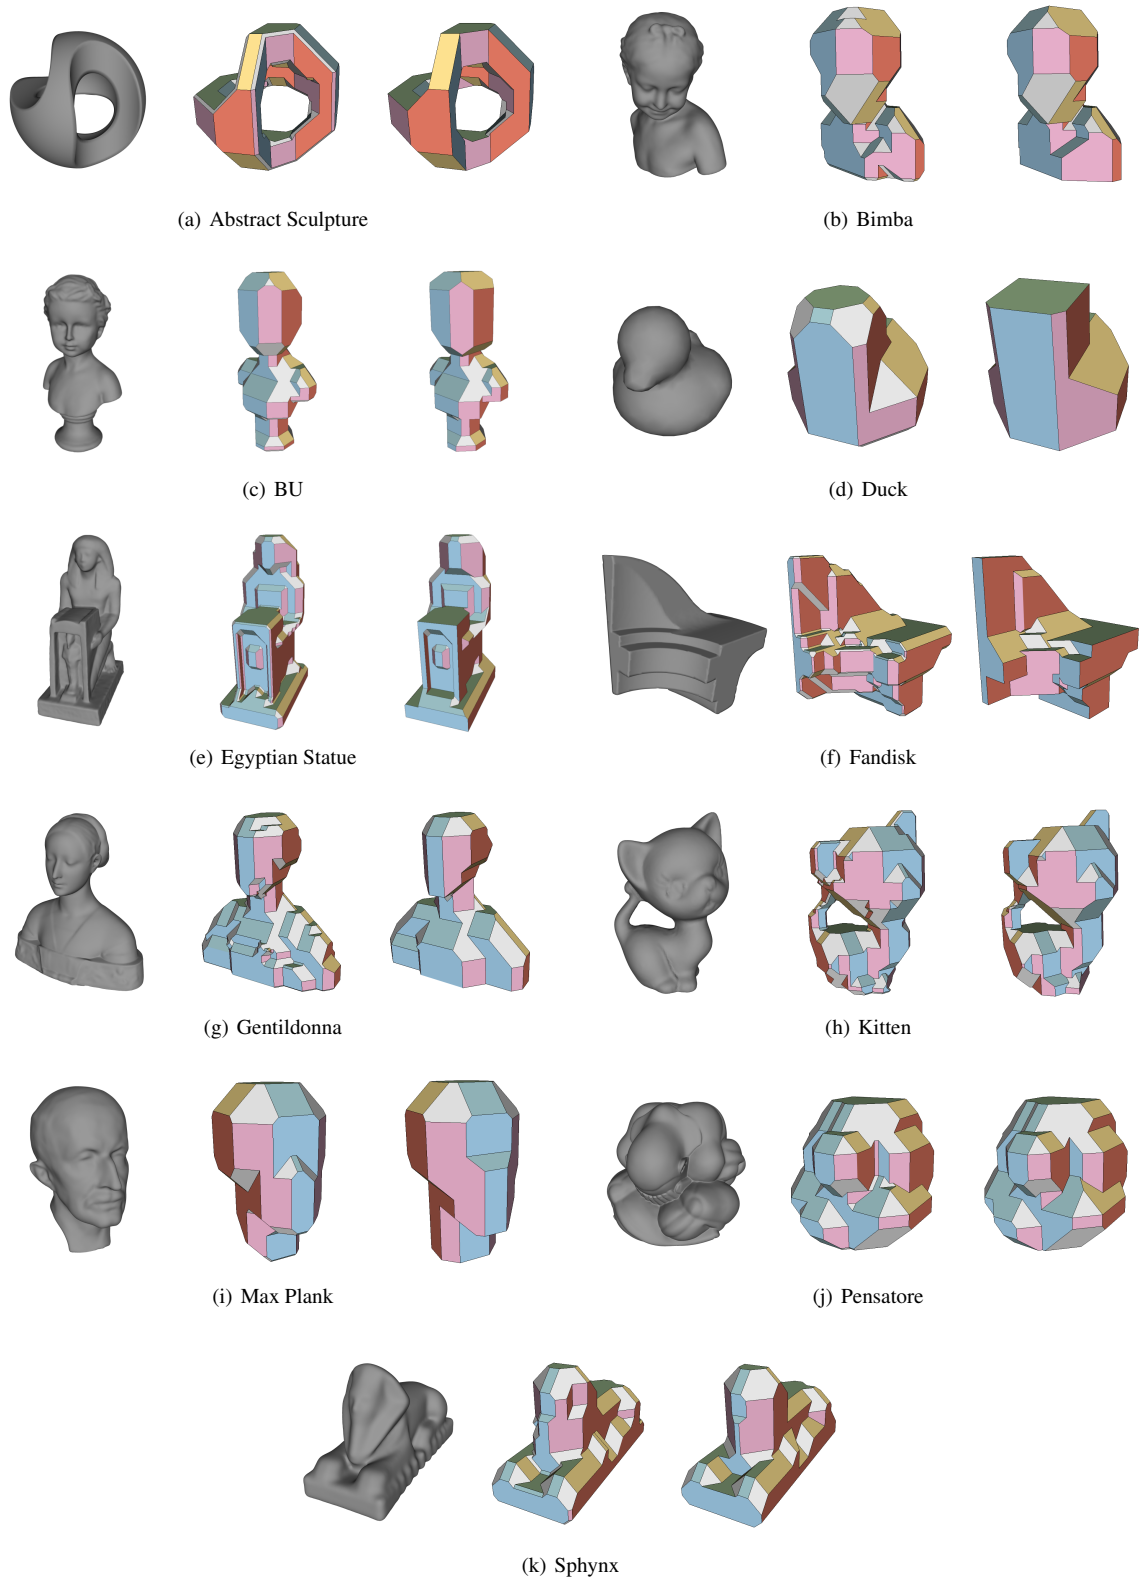 (a) Abstract Sculpture
(b) Bimba
(c) BU
(d) Duck
(e) Egyptian Statue
(f) Fandisk
(g) Gentildonna
(h) Kitten
(i) Max Plank
(j) Pensatore
(k) Sphynx